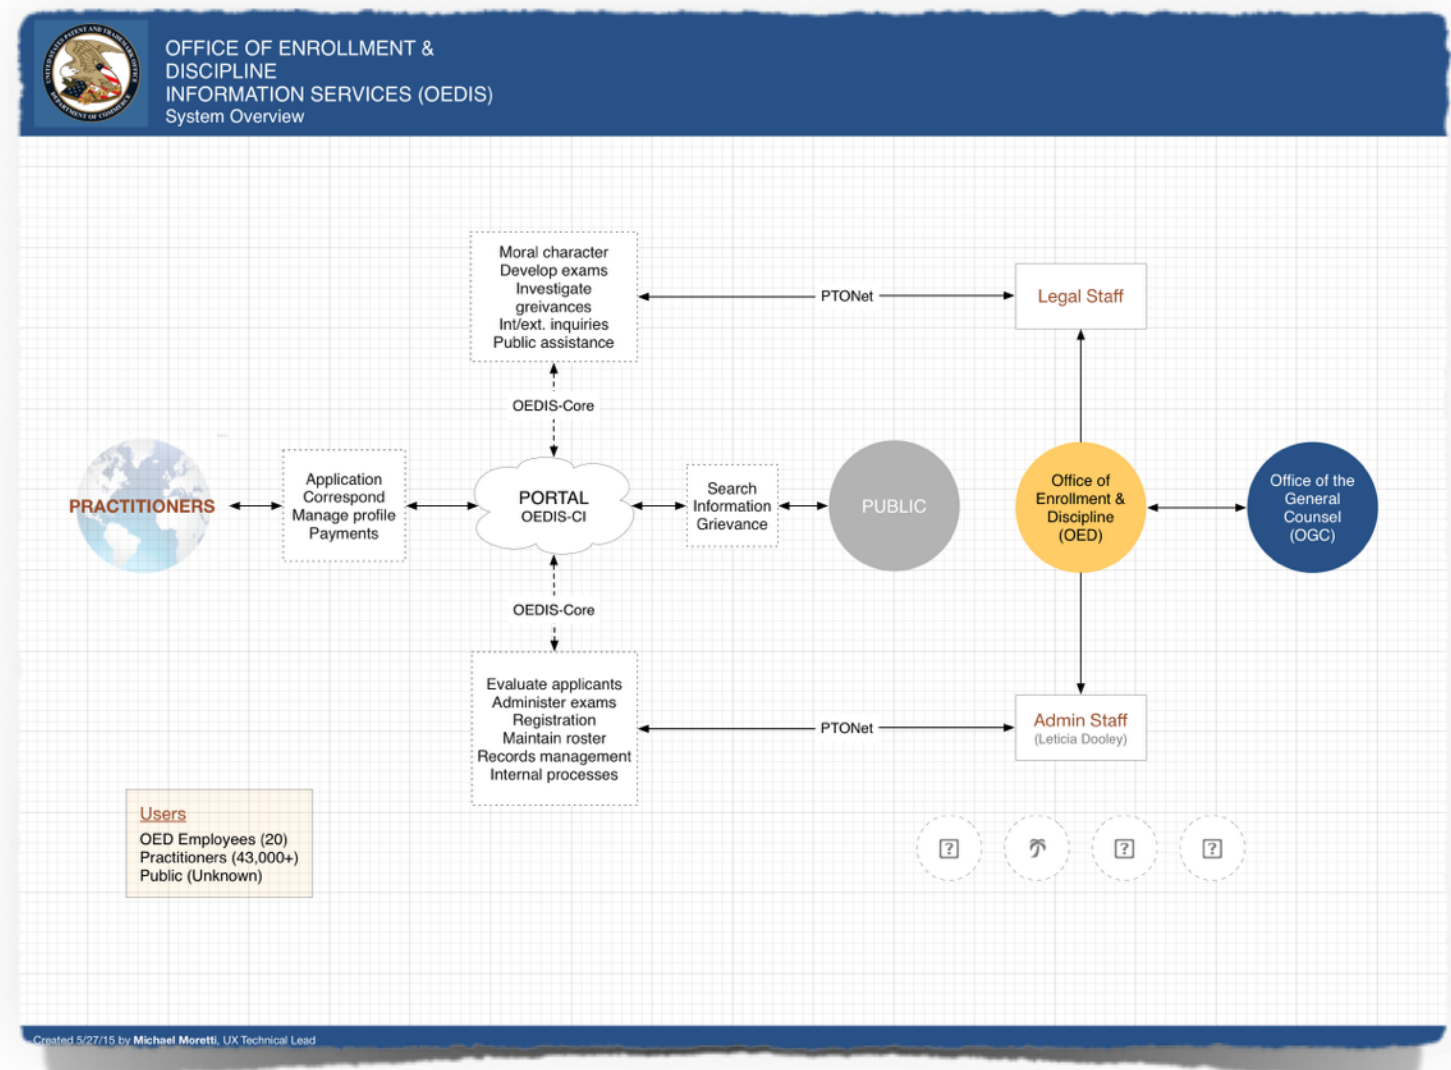 OFFICE OF ENROLLMENT &
DISCIPLINE
INFORMATION SERVICES (OEDIS)
System Overview
Moral character
Develop exams
Investigate
greivances
Int/ext. inquiries
Public assistance
PTONet
Legal Staff
OEDIS-Core
PRACTITIONERS
Application
Correspond
Manage profile
Payments
PORTAL
OEDIS-CI
Search
Information
Grievance
PUBLIC
Office of
Enrollment &
Discipline
(OED)
Office of the
General
Counsel
(OGC)
OEDIS-Core
Evaluate applicants
Administer exams
Registration
Maintain roster
Records management
Internal processes
PTONet
Admin Staff
(Leticia Dooley)
Users
OED Employees (20)
Practitioners (43,000+)
Public (Unknown)
?
?
?
Created 5/27/15 by Michael Moretti, UX Technical Lead